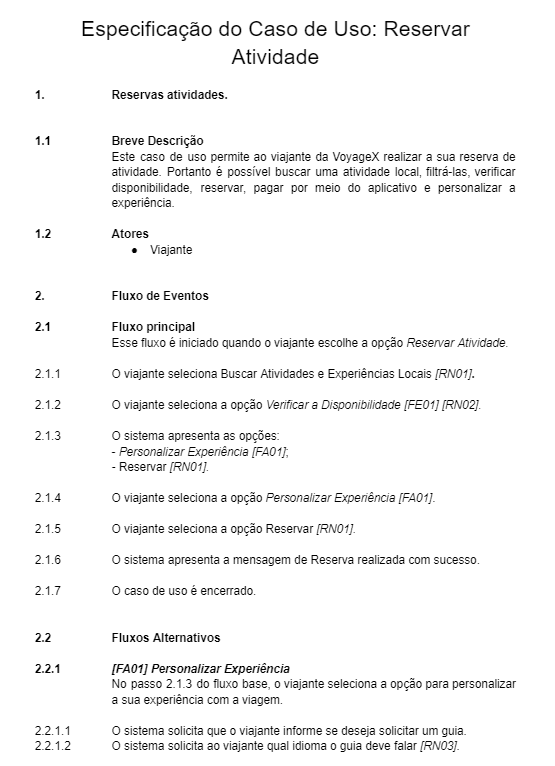 Especificação do Caso de Uso: Reservar
Atividade
1. Reservas atividades.
1.1 Breve Descrição
Este caso de uso permite ao viajante da VoyageX realizar a sua reserva de
atividade. Portanto é possível buscar uma atividade local, filtrá-las, verificar
disponibilidade, reservar, pagar por meio do aplicativo e personalizar a
experiência.
1.2 Atores
● Viajante
2. Fluxo de Eventos
2.1 Fluxo principal
Esse fluxo é iniciado quando o viajante escolhe a opção Reservar Atividade.
2.1.1 O viajante seleciona Buscar Atividades e Experiências Locais [RN01].
2.1.2 O viajante seleciona a opção Verificar a Disponibilidade [FE01] [RN02].
2.1.3 O sistema apresenta as opções:
- Personalizar Experiência [FA01];
- Reservar [RN01].
2.1.4 O viajante seleciona a opção Personalizar Experiência [FA01].
2.1.5 O viajante seleciona a opção Reservar [RN01].
2.1.6 O sistema apresenta a mensagem de Reserva realizada com sucesso.
2.1.7 O caso de uso é encerrado.
2.2 Fluxos Alternativos
2.2.1 [FA01] Personalizar Experiência
No passo 2.1.3 do fluxo base, o viajante seleciona a opção para personalizar
a sua experiência com a viagem.
2.2.1.1 O sistema solicita que o viajante informe se deseja solicitar um guia.
2.2.1.2 O sistema solicita ao viajante qual idioma o guia deve falar [RN03].